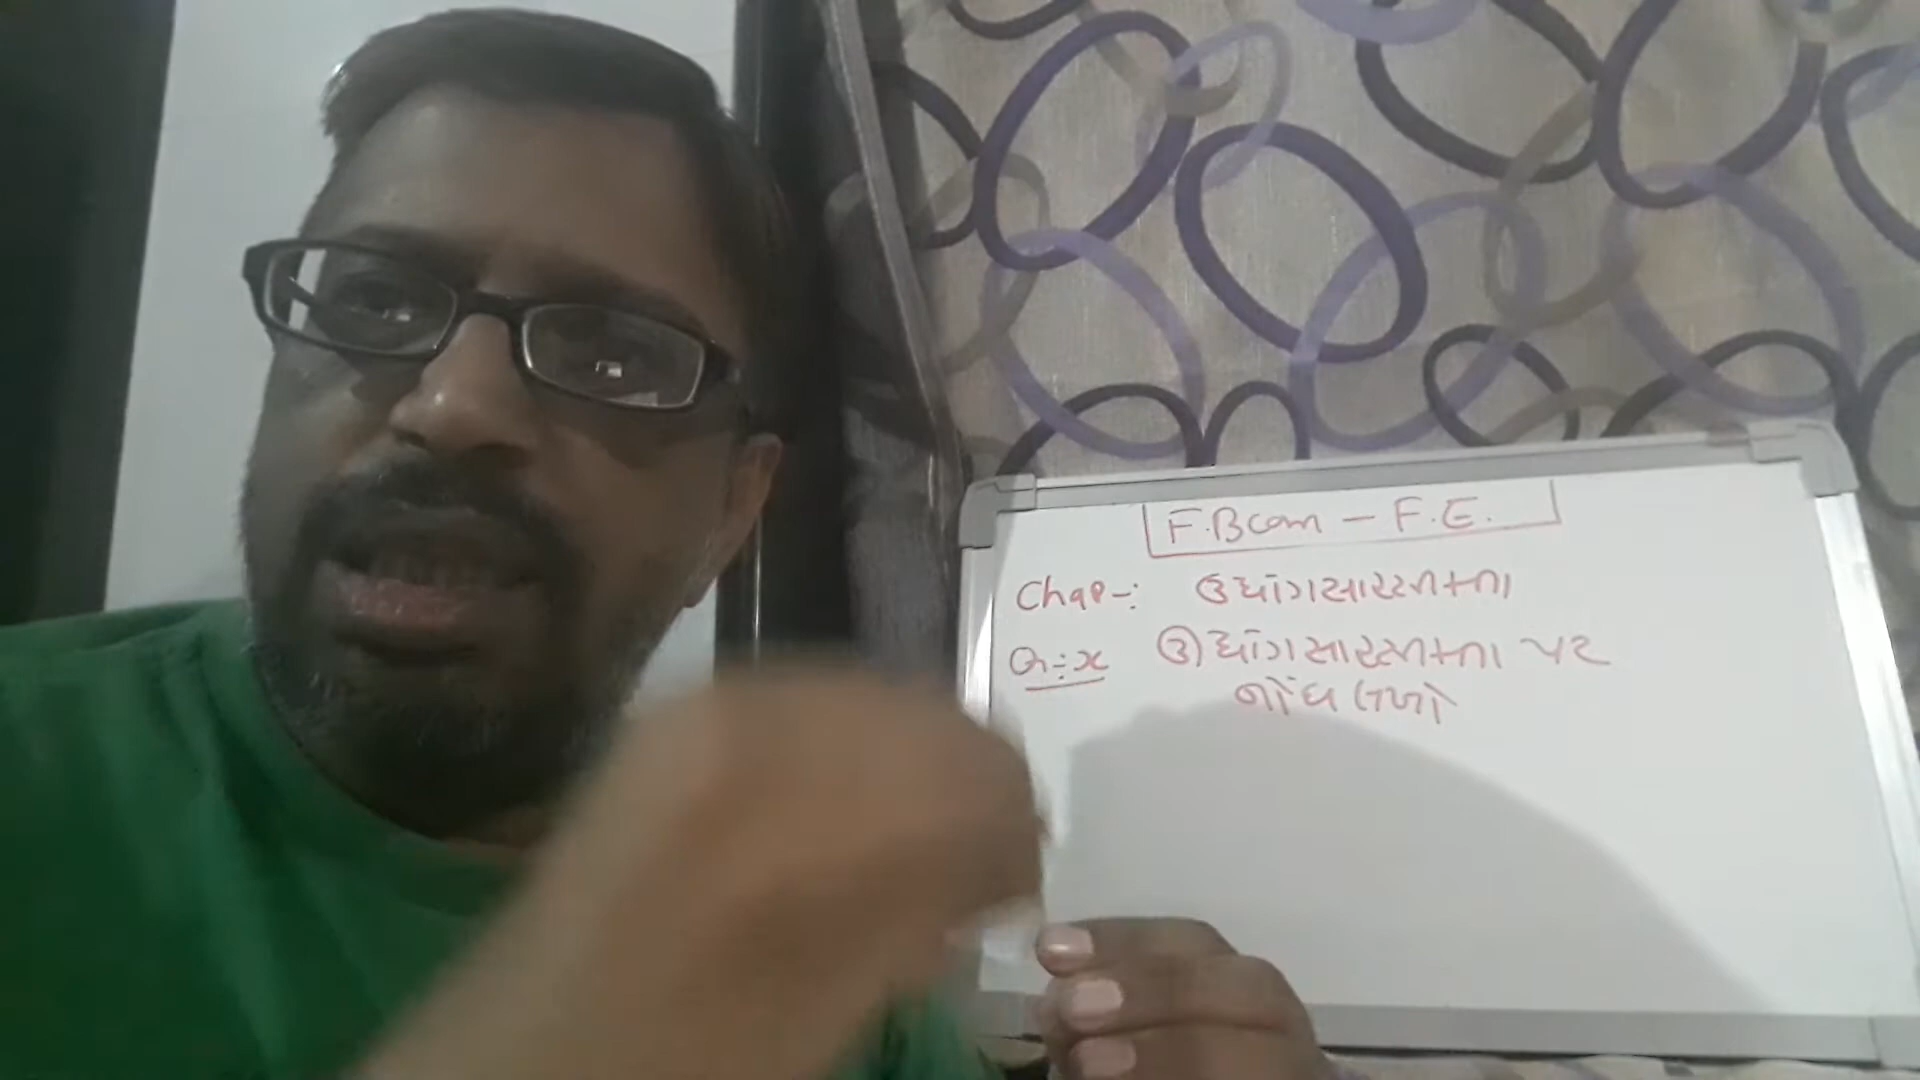 F.Bcom - F.E.
Chap-: ઉદ્યોગસાહસિકતા
ઉદ્યોગસાહસિકતા પર
નોંધ લખો